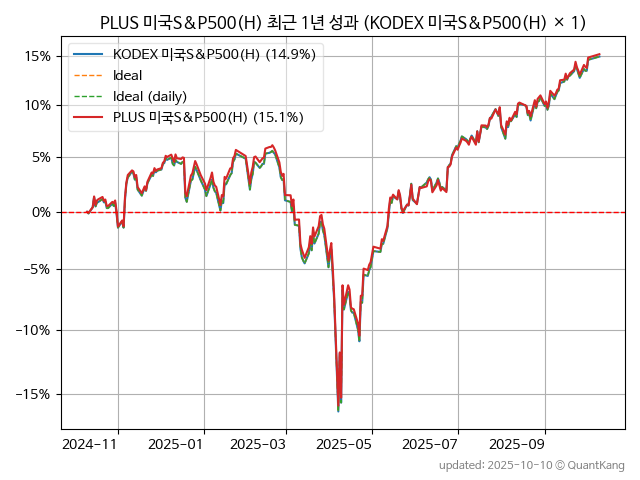 PLUS 미국S&P500(H) 최근 1년 성과 (KODEX 미국S&P500(H) × 1)
KODEX 미국S&P500(H) (14.9%)
Ideal
Ideal (daily)
PLUS 미국S&P500(H) (15.1%)
15%
10%
5%
0%
−5%
−10%
−15%
2024-11 2025-01 2025-03 2025-05 2025-07 2025-09
updated: 2025-10-10 © QuantKang